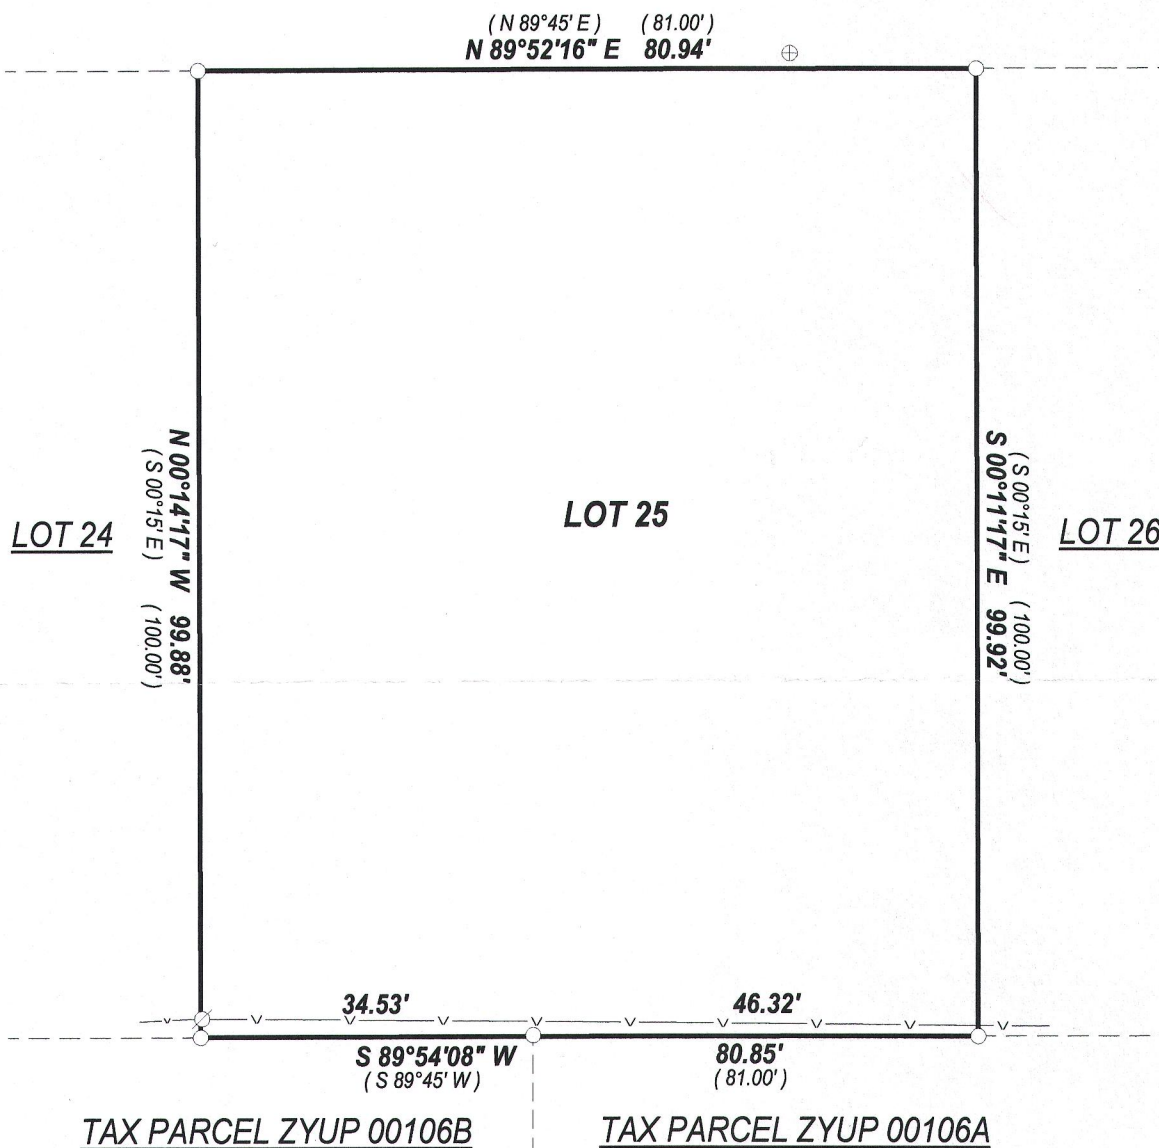 ( N 89°45' E ) ( 81.00' )
N 89°52'16" E 80.94'
N 00°14'17" W 99.88'
( S 00°15' E ) ( 100.00' )
LOT 24
LOT 25
( S 00°15' E ) ( 100.00' )
S 00°11'17" E 99.92'
LOT 26
34.53' 46.32'
S 89°54'08" W 80.85'
( S 89°45' W ) ( 81.00' )
TAX PARCEL ZYUP 00106B TAX PARCEL ZYUP 00106A